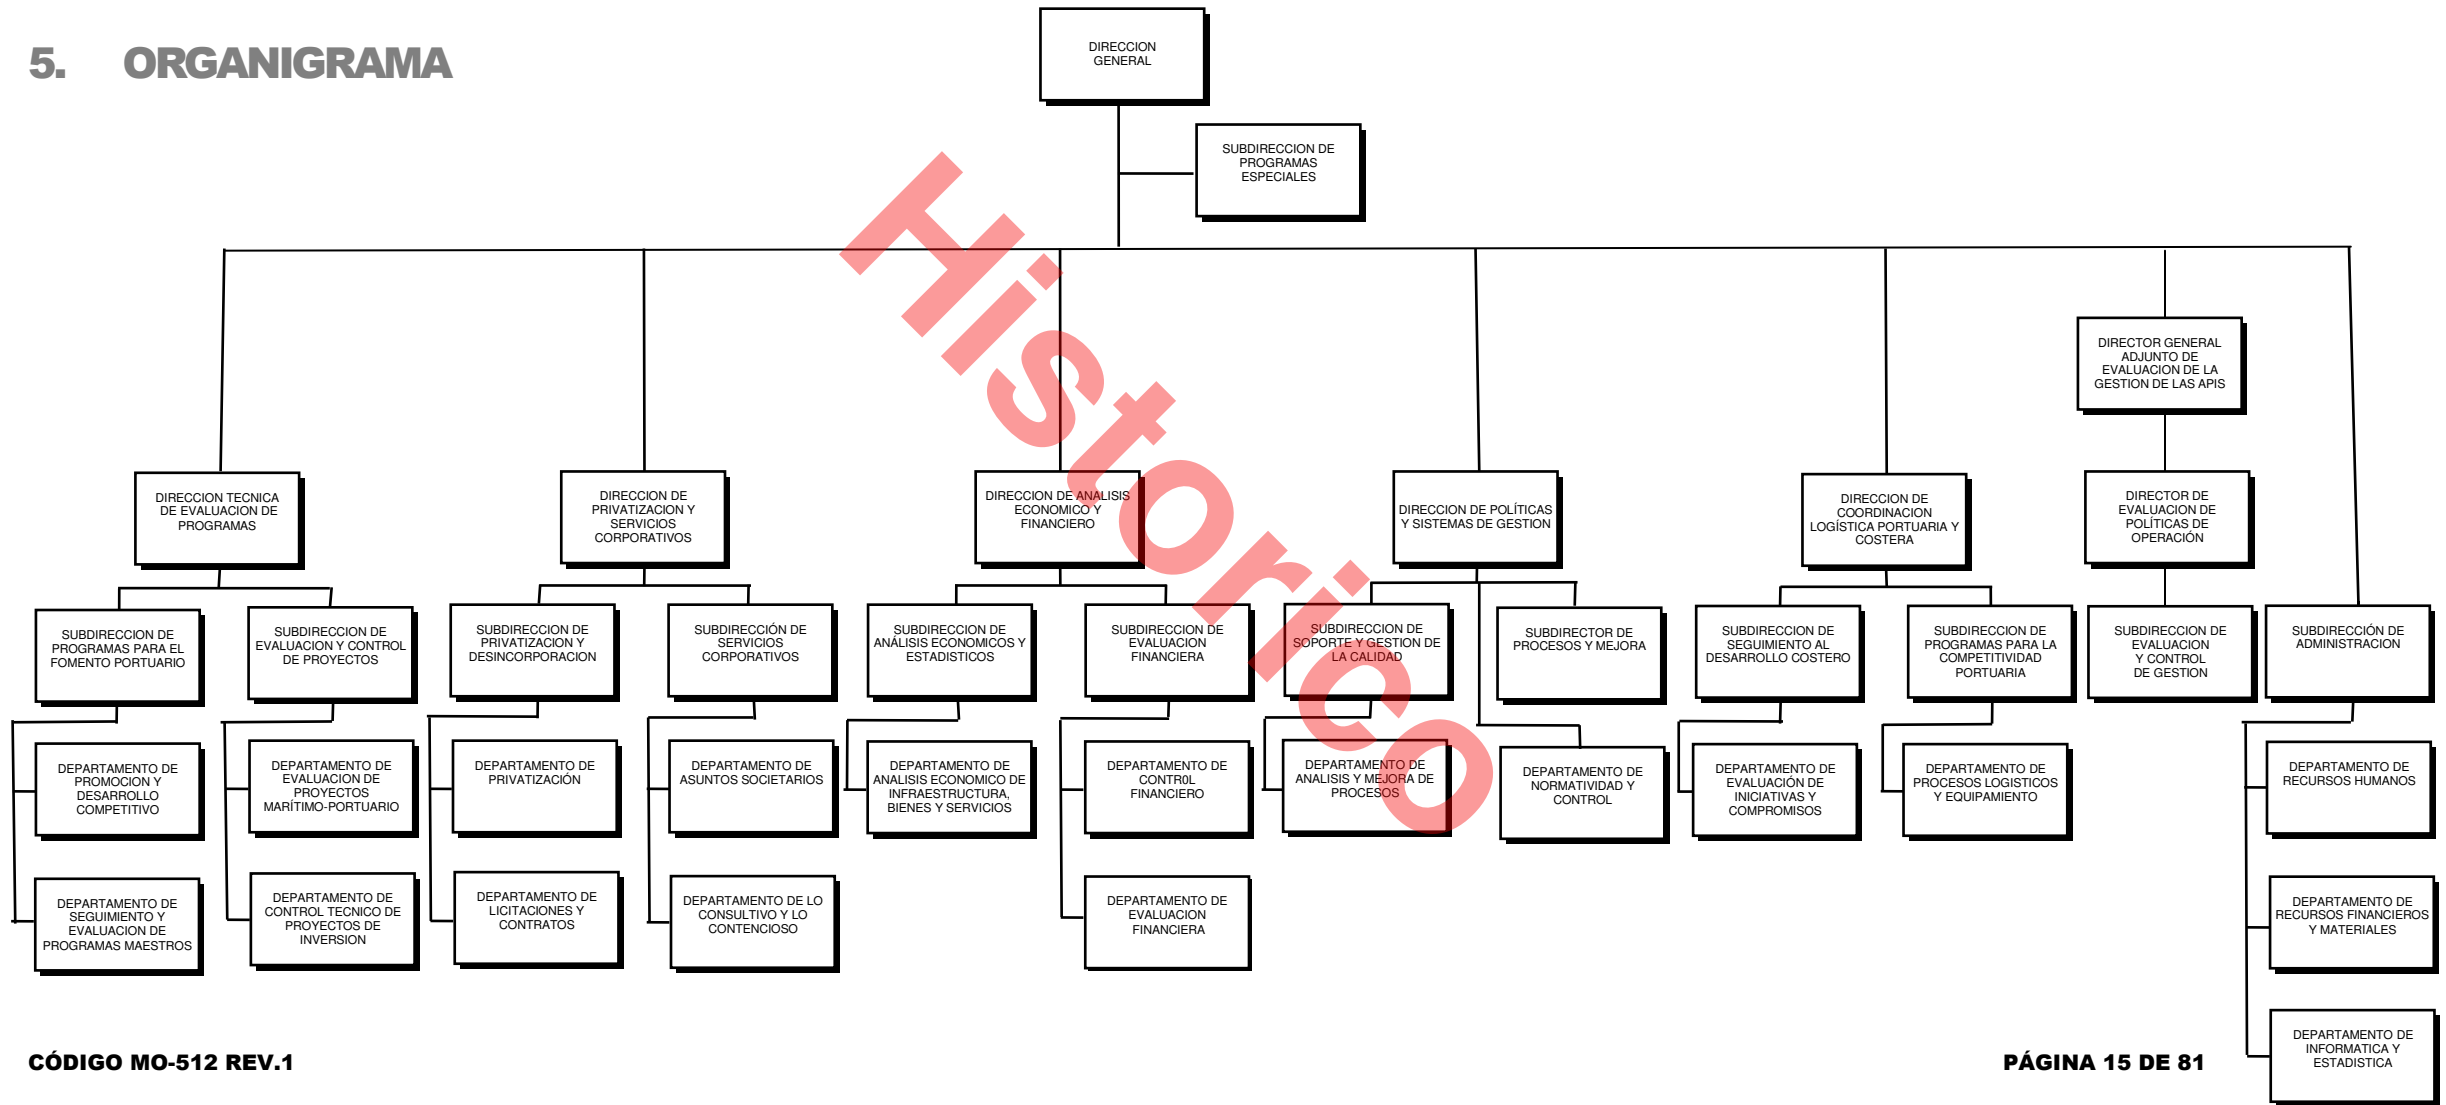 5. ORGANIGRAMA
DIRECCION
GENERAL
SUBDIRECCION DE
PROGRAMAS
ESPECIALES
DIRECTOR GENERAL
ADJUNTO DE
EVALUACION DE LA
GESTION DE LAS APIS
DIRECCION TECNICA
DE EVALUACION DE
PROGRAMAS
DIRECCION DE
PRIVATIZACION Y
SERVICIOS
CORPORATIVOS
DIRECCION DE ANALISIS
ECONOMICO Y
FINANCIERO
DIRECCION DE POLÍTICAS
Y SISTEMAS DE GESTION
DIRECCION DE
COORDINACION
LOGÍSTICA PORTUARIA Y
COSTERA
DIRECTOR DE
EVALUACION DE
POLÍTICAS DE
OPERACIÓN
SUBDIRECCION DE
PROGRAMAS PARA EL
FOMENTO PORTUARIO
SUBDIRECCION DE
EVALUACION Y CONTROL
DE PROYECTOS
SUBDIRECCION DE
PRIVATIZACION Y
DESINCORPORACION
SUBDIRECCIÓN DE
SERVICIOS
CORPORATIVOS
SUBDIRECCION DE
ANÁLISIS ECONOMICOS Y
ESTADISTICOS
SUBDIRECCION DE
EVALUACION
FINANCIERA
SUBDIRECCION DE
SOPORTE Y GESTION DE
LA CALIDAD
SUBDIRECTOR DE
PROCESOS Y MEJORA
SUBDIRECCION DE
SEGUIMIENTO AL
DESARROLLO COSTERO
SUBDIRECCION DE
PROGRAMAS PARA LA
COMPETITIVIDAD
PORTUARIA
SUBDIRECCION DE
EVALUACION
Y CONTROL
DE GESTION
SUBDIRECCIÓN DE
ADMINISTRACION
DEPARTAMENTO DE
PROMOCION Y
DESARROLLO
COMPETITIVO
DEPARTAMENTO DE
EVALUACION DE
PROYECTOS
MARÍTIMO-PORTUARIO
DEPARTAMENTO DE
PRIVATIZACIÓN
DEPARTAMENTO DE
ASUNTOS SOCIETARIOS
DEPARTAMENTO DE
ANALISIS ECONOMICO DE
INFRAESTRUCTURA,
BIENES Y SERVICIOS
DEPARTAMENTO DE
CONTR0L
FINANCIERO
DEPARTAMENTO DE
ANALISIS Y MEJORA DE
PROCESOS
DEPARTAMENTO DE
NORMATIVIDAD Y
CONTROL
DEPARTAMENTO DE
EVALUACIÓN DE
INICIATIVAS Y
COMPROMISOS
DEPARTAMENTO DE
PROCESOS LOGISTICOS
Y EQUIPAMIENTO
DEPARTAMENTO DE
RECURSOS HUMANOS
DEPARTAMENTO DE
SEGUIMIENTO Y
EVALUACION DE
PROGRAMAS MAESTROS
DEPARTAMENTO DE
CONTROL TECNICO DE
PROYECTOS DE
INVERSION
DEPARTAMENTO DE
LICITACIONES Y
CONTRATOS
DEPARTAMENTO DE LO
CONSULTIVO Y LO
CONTENCIOSO
DEPARTAMENTO DE
EVALUACION
FINANCIERA
DEPARTAMENTO DE
RECURSOS FINANCIEROS
Y MATERIALES
DEPARTAMENTO DE
INFORMATICA Y
ESTADISTICA
Historico
CÓDIGO MO-512 REV.1
PÁGINA 15 DE 81